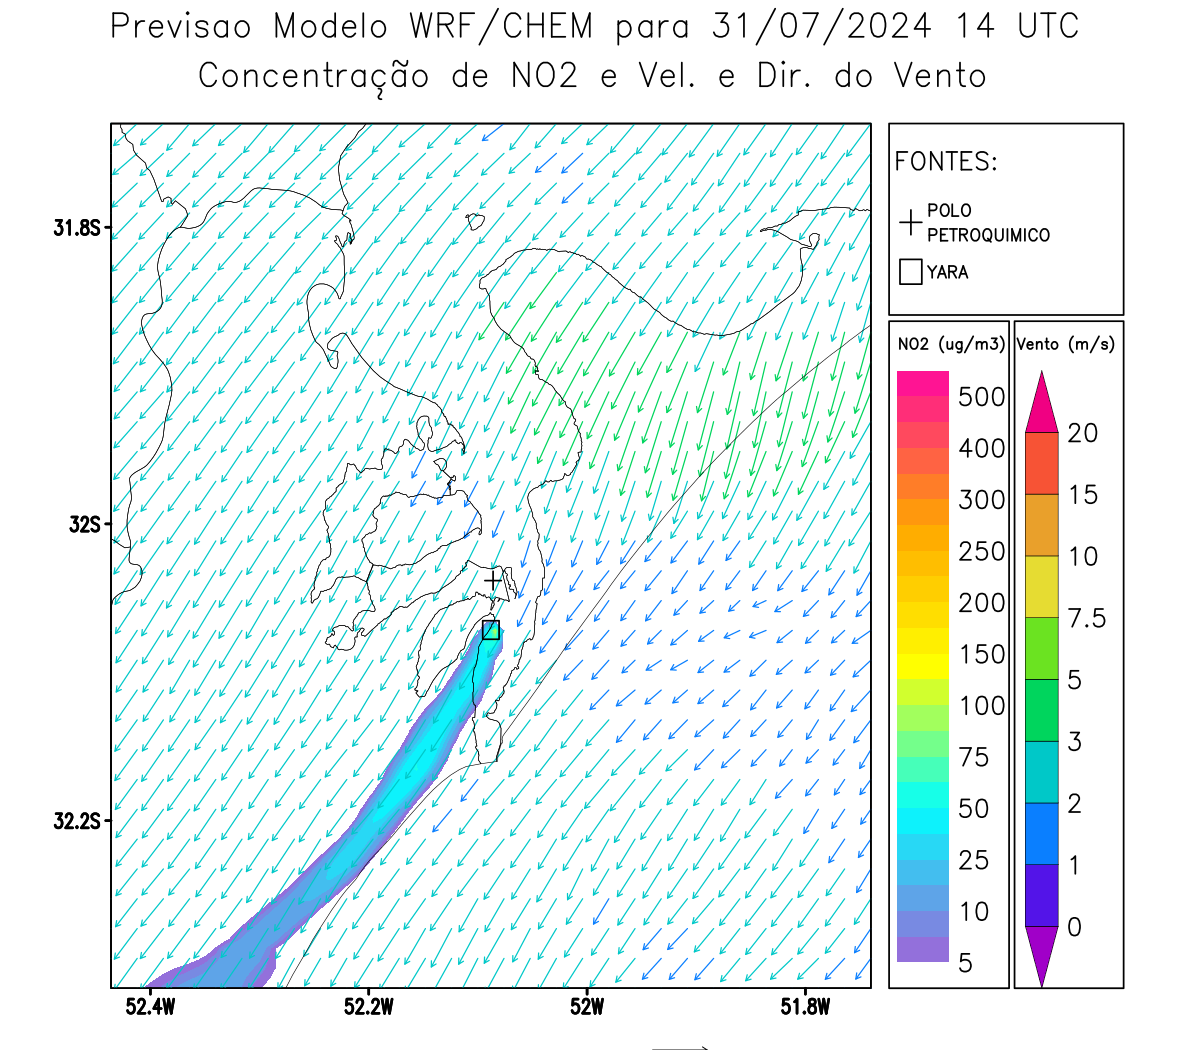 Previsao Modelo WRF/CHEM para 31/07/2024 14 UTC
Concentração de NO2 e Vel. e Dir. do Vento
FONTES:
POLO
PETROQUIMICO
YARA
31.8S
32S
32.2S
52.4W
52.2W
52W
51.8W
NO2 (ug/m3)
500
400
300
250
200
150
100
75
50
25
10
5
Vento (m/s)
20
15
10
7.5
5
3
2
1
0